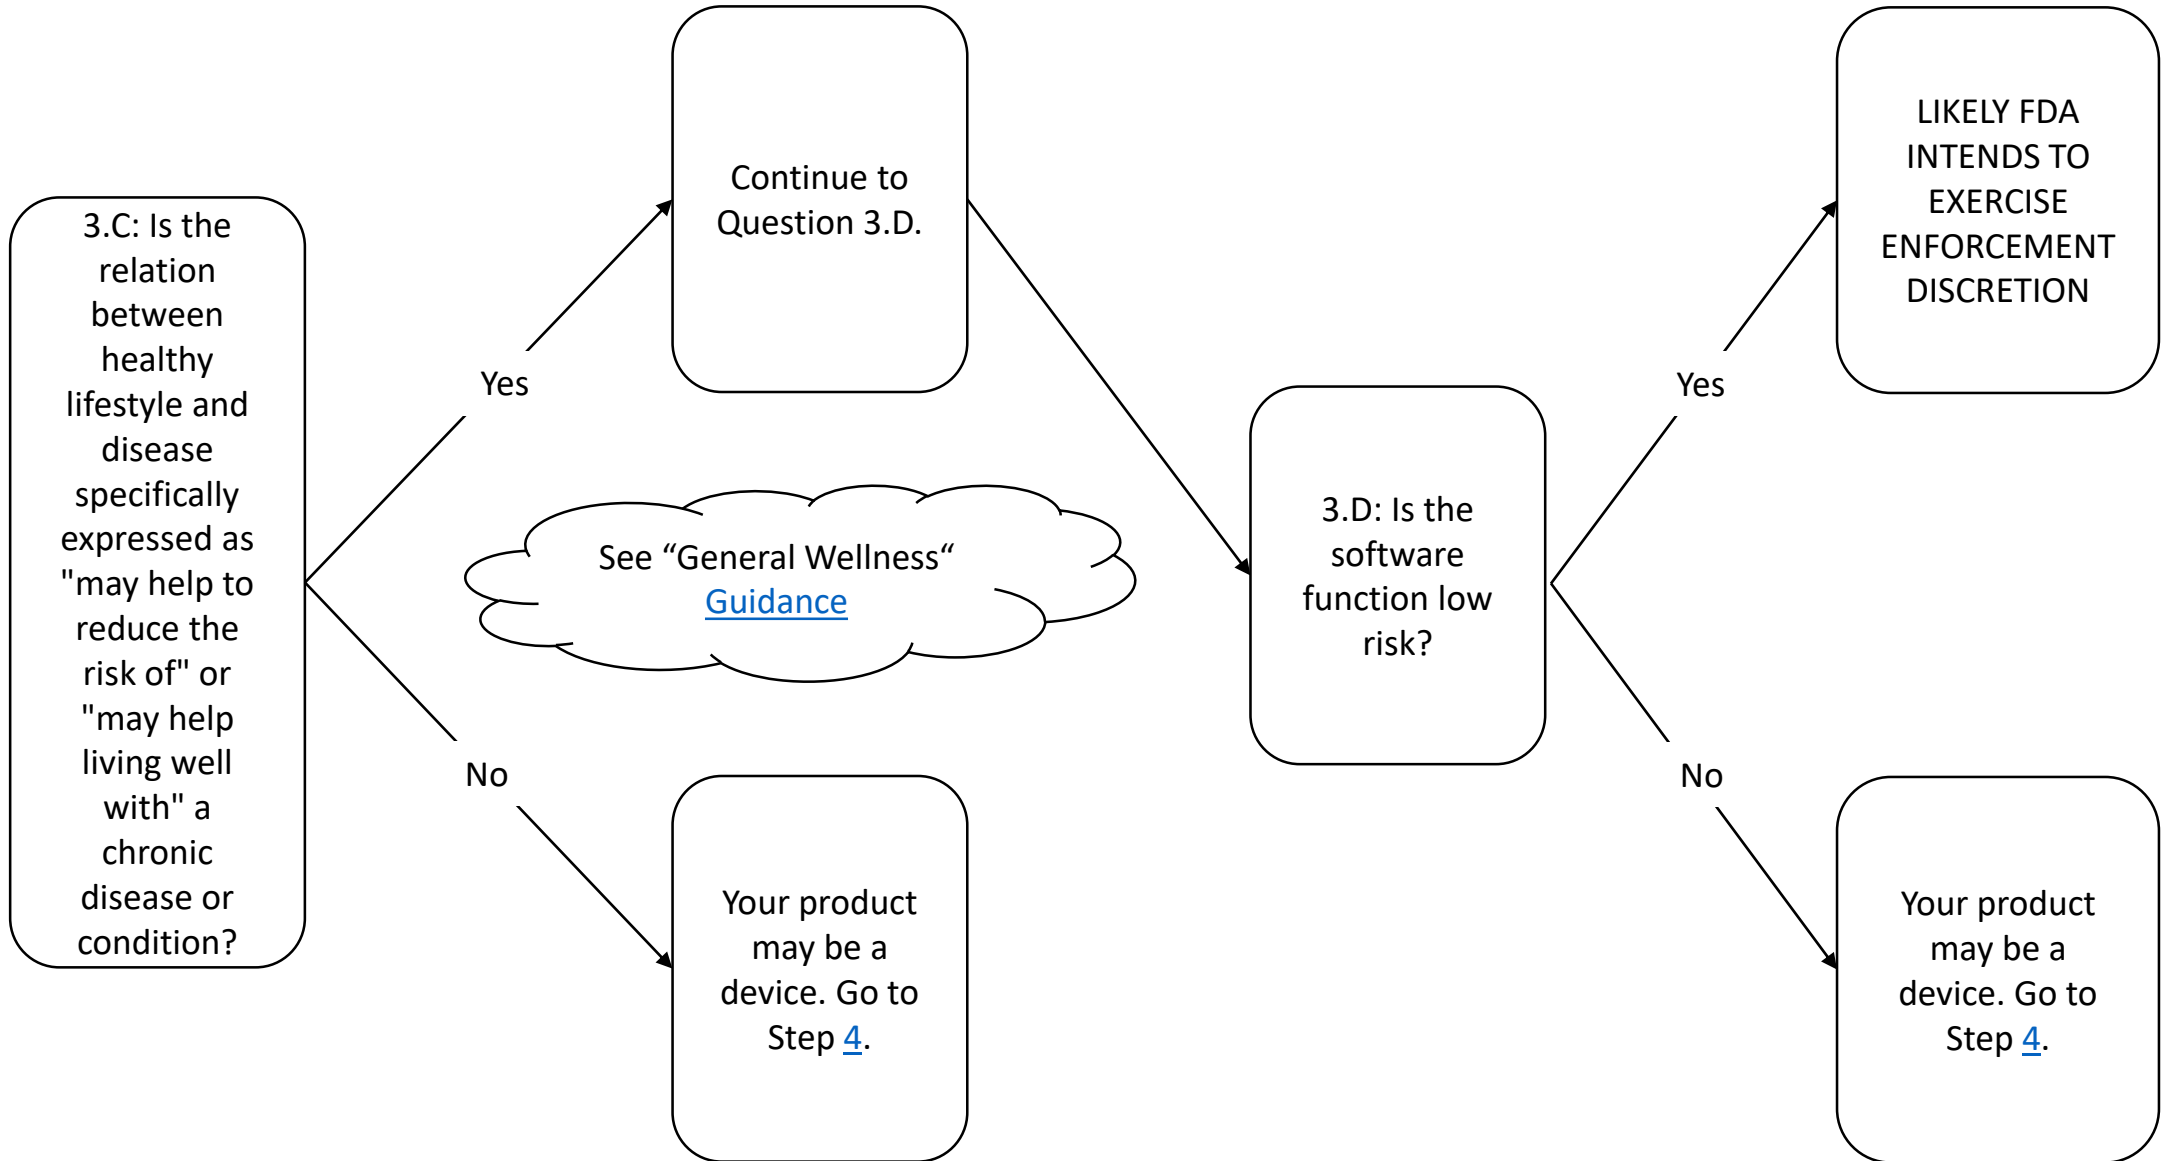 3.C: Is the
relation
between
healthy
lifestyle and
disease
specifically
expressed as
"may help to
reduce the
risk of" or
"may help
living well
with" a
chronic
disease or
condition?
Yes
No
Continue to
Question 3.D.
See “General Wellness“
Guidance
Your product
may be a
device. Go to
Step 4.
3.D: Is the
software
function low
risk?
Yes
No
LIKELY FDA
INTENDS TO
EXERCISE
ENFORCEMENT
DISCRETION
Your product
may be a
device. Go to
Step 4.